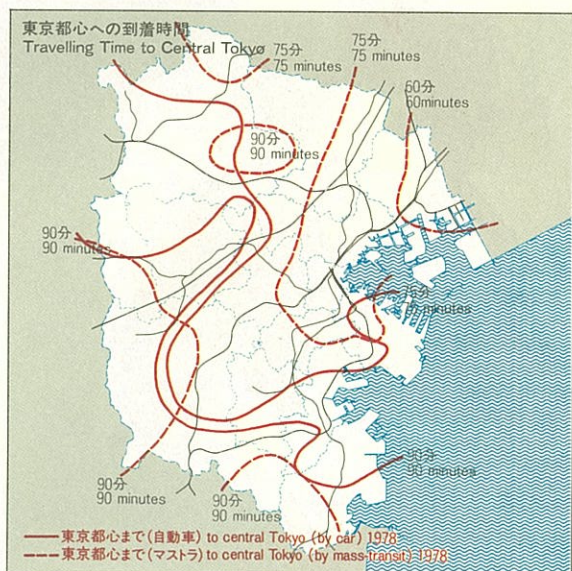 東京都心への到着時間
Travelling Time to Central Tokyo
75分
75 minutes
75分
75 minutes
60分
60minutes
90分
90 minutes
90分
90 minutes
75分
75 minutes
90分
90 minutes
90分
90 minutes
90分
90 minutes
東京都心まで(自動車) to central Tokyo (by car) 1978
東京都心まで(マストラ) to central Tokyo (by mass-transit) 1978